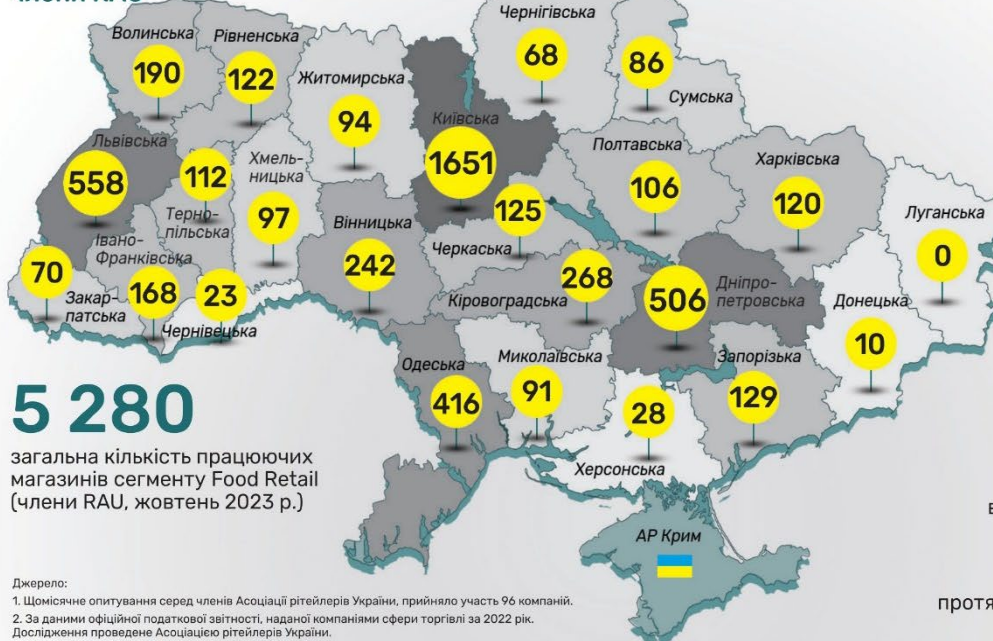 члени RAU
Волинська
190
Рівненська
122
Житомирська
94
Чернігівська
68
86
Сумська
Київська
1651
Львівська
558
112
Терно-
пільська
Хмель-
ницька
97
Вінницька
242
125
Черкаська
Полтавська
106
Харківська
120
Луганська
0
70
Закар-
патська
Івано-
Франківська
168
23
Чернівецька
268
Кіровоградська
506
Дніпро-
петровська
Донецька
10
Одеська
416
Миколаївська
91
28
Херсонська
Запорізька
129
АР Крим
5 280
загальна кількість працюючих
магазинів сегменту Food Retail
(члени RAU, жовтень 2023 р.)
Джерело:
1. Щомісячне опитування серед членів Асоціації рітейлерів України, прийняло участь 96 компаній.
2. За даними офіційної податкової звітності, наданої компаніями сфери торгівлі за 2022 рік.
Дослідження проведене Асоціацією рітейлерів України.
протя